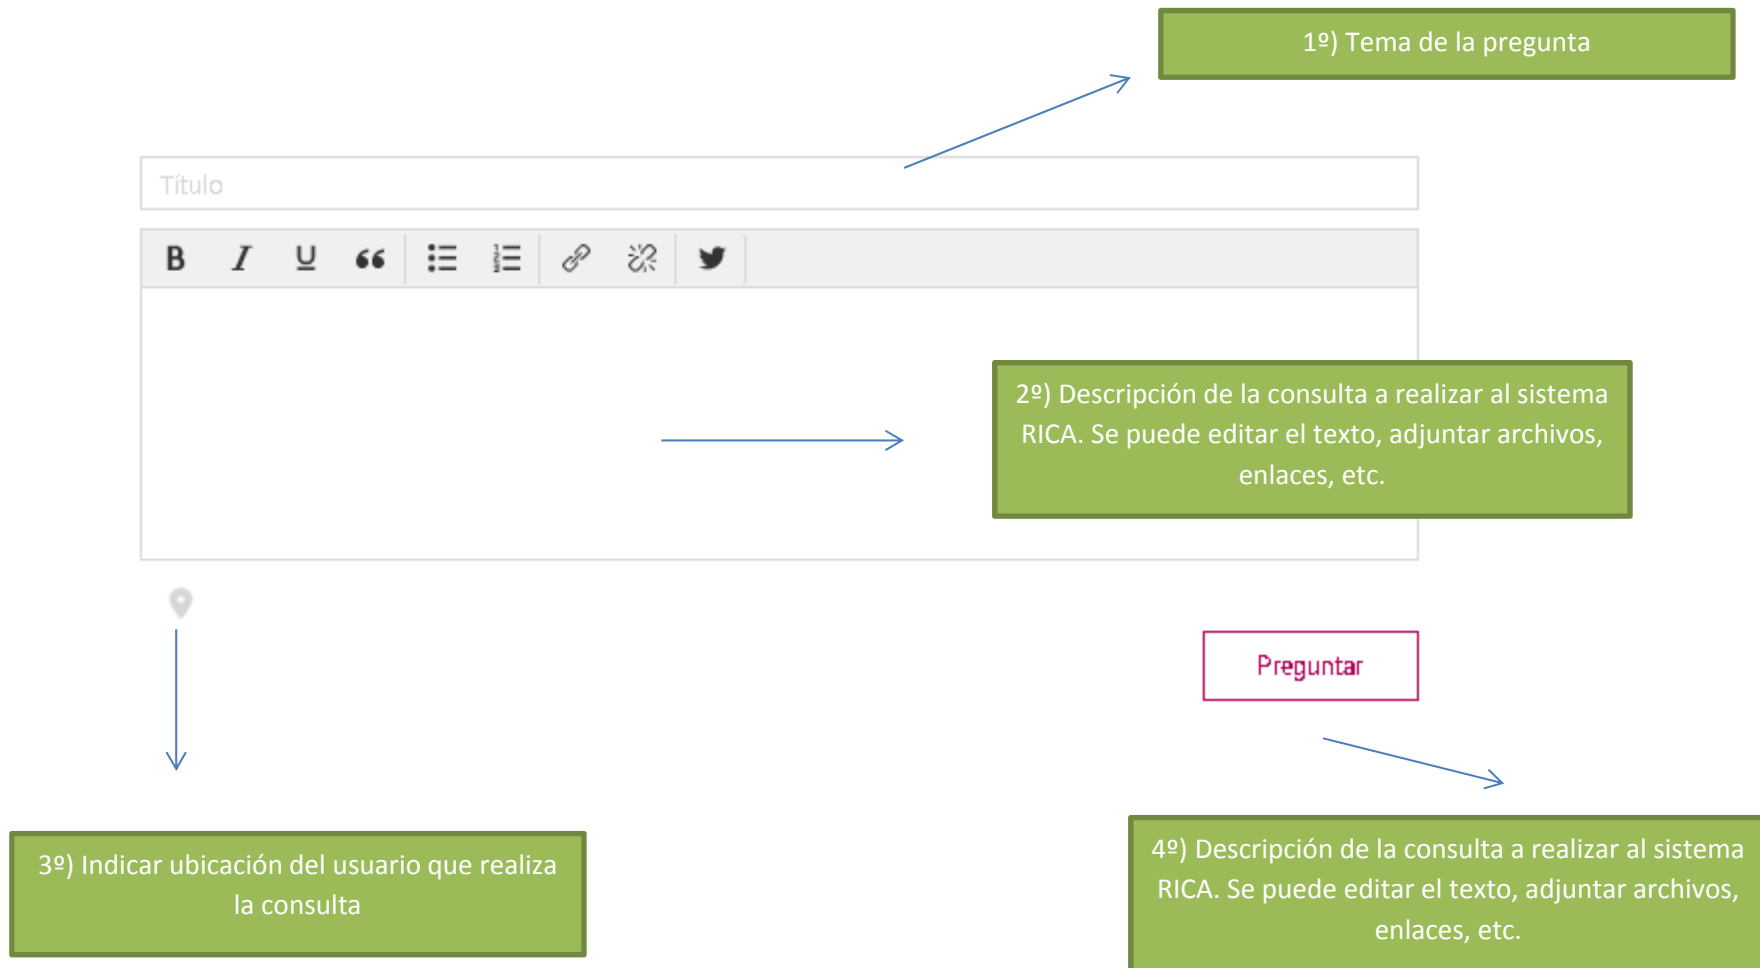 1º) Tema de la pregunta
Título
B I U
2º) Descripción de la consulta a realizar al sistema
RICA. Se puede editar el texto, adjuntar archivos,
enlaces, etc.
Preguntar
3º) Indicar ubicación del usuario que realiza
la consulta
4º) Descripción de la consulta a realizar al sistema
RICA. Se puede editar el texto, adjuntar archivos,
enlaces, etc.